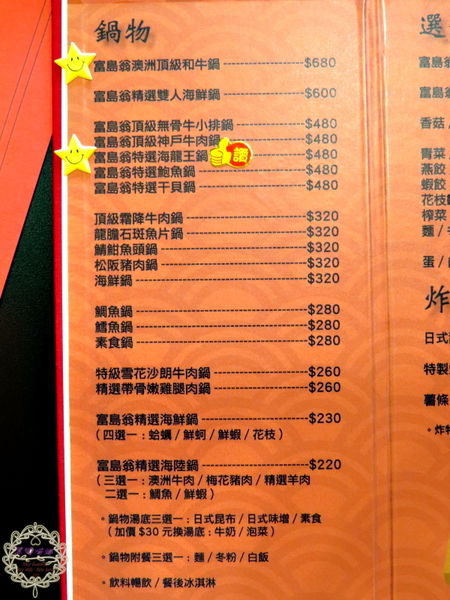 鍋物
富島翁澳洲頂級和牛鍋 $680
富島翁精選雙人海鮮鍋 $600
富島翁頂級無骨牛小排鍋 $480
富島翁頂級神戶牛肉鍋 $480
富島翁特選海龍王鍋 讚 $480
富島翁特選鮑魚鍋 $480
富島翁特選干貝鍋 $480
頂級霜降牛肉鍋 $320
龍膽石斑魚片鍋 $320
鯖魽魚頭鍋 $320
松阪豬肉鍋 $320
海鮮鍋 $320
鯛魚鍋 $280
鱈魚鍋 $280
素食鍋 $280
特級雪花沙朗牛肉鍋 $260
精選帶骨嫩雞腿肉鍋 $260
富島翁精選海鮮鍋 $230
(四選一:蛤蠣/鮮蚵/鮮蝦/花枝)
富島翁精選海陸鍋 $220
(三選一:澳洲牛肉/梅花豬肉/精選羊肉
二選一:鯛魚/鮮蝦)
。鍋物湯底三選一:日式昆布/日式味增/素食
(加價$30元換湯底:牛奶/泡菜)
。鍋物附餐三選一:麵/冬粉/白飯
。飲料暢飲/餐後冰淇淋
選
富島
富島
香菇/
青菜
燕餃
蝦餃
花枝
榨菜
麵/
蛋/
炸
日式
特製
薯條
。炸物